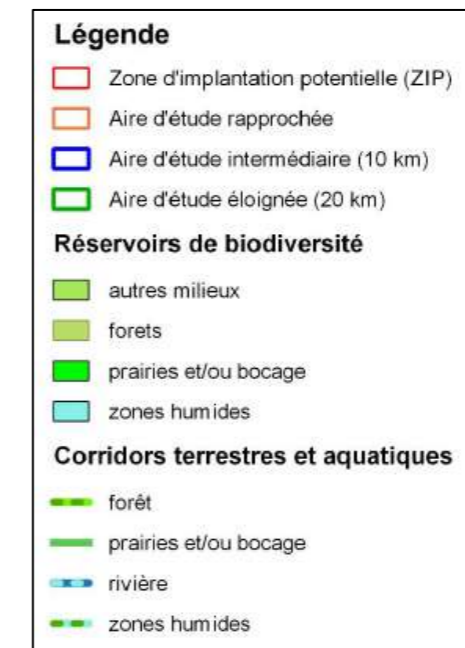 Légende
Zone d'implantation potentielle (ZIP)
Aire d'étude rapprochée
Aire d'étude intermédiaire (10 km)
Aire d'étude éloignée (20 km)
Réservoirs de biodiversité
autres milieux
forets
prairies et/ou bocage
zones humides
Corridors terrestres et aquatiques
forêt
prairies et/ou bocage
rivière
zones humides